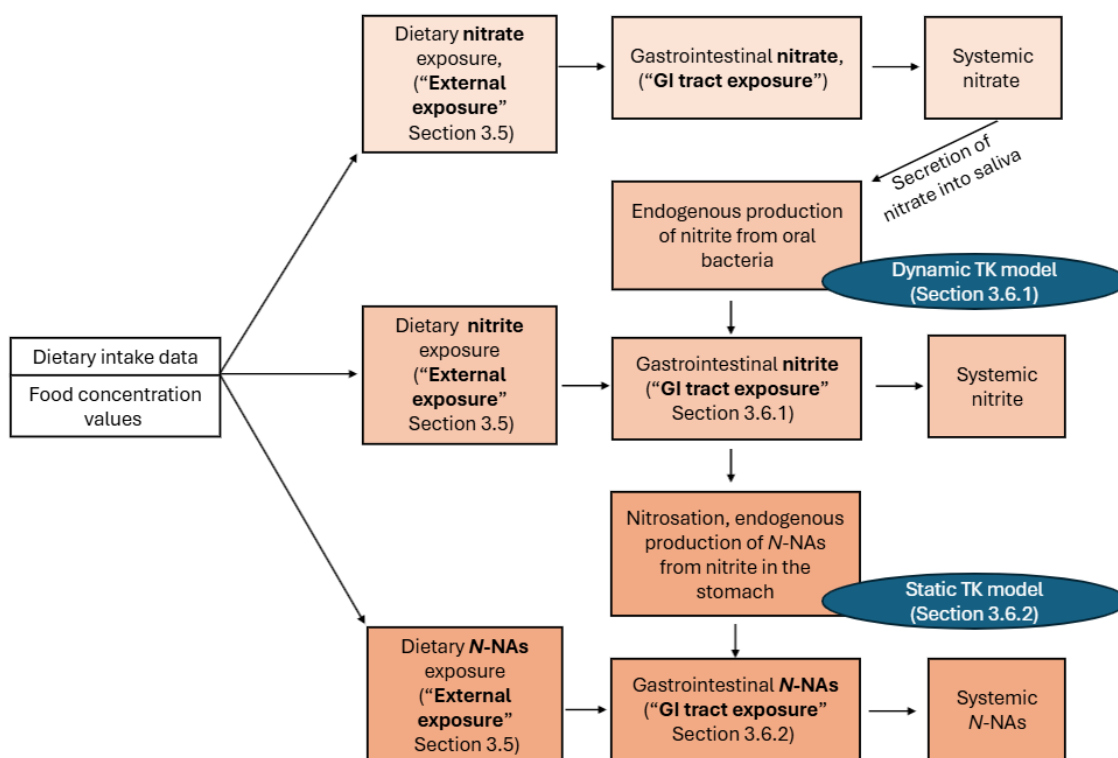 Dietary nitrate
exposure,
(“External
exposure”
Section 3.5)
Gastrointestinal nitrate,
(“GI tract exposure”)
Systemic
nitrate
Secretion of
nitrate into saliva
Endogenous production
of nitrite from oral
bacteria
Dynamic TK model
(Section 3.6.1)
Dietary intake data
Food concentration
values
Dietary nitrite
exposure
(“External
exposure”
Section 3.5)
Gastrointestinal nitrite
(“GI tract exposure”
Section 3.6.1)
Systemic
nitrite
Nitrosation, endogenous
production of N-NAs
from nitrite in the
stomach
Static TK model
(Section 3.6.2)
Dietary N-NAs
exposure
(“External
exposure”
Section 3.5)
Gastrointestinal N-NAs
(“GI tract exposure”
Section 3.6.2)
Systemic
N-NAs